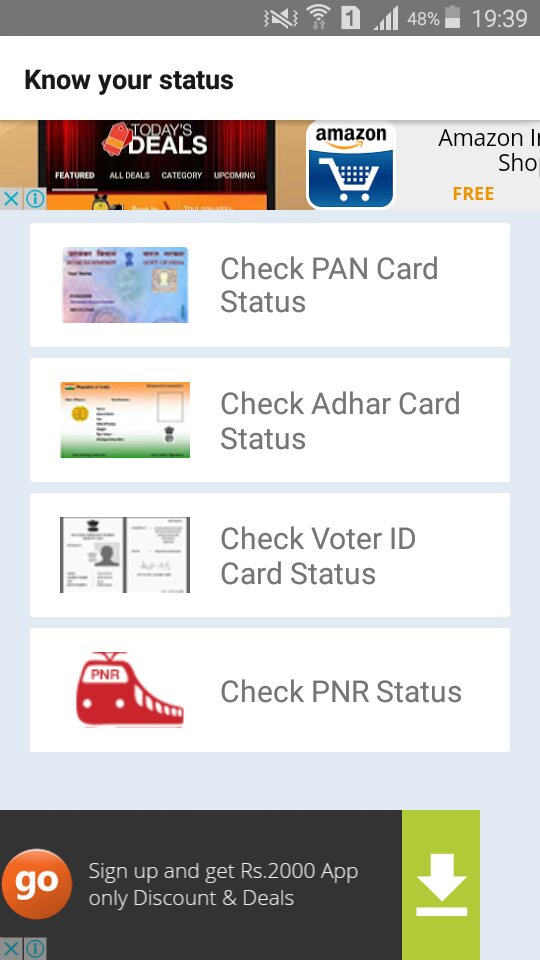 1
48%
19:39
Know your status
TODAY'S
DEALS
FEATURED
ALL DEALS
CATEGORY
UPCOMING
amazon
Amazon In
Shop
FREE
Check PAN Card
Status
Check Adhar Card
Status
Check Voter ID
Card Status
PNR
Check PNR Status
go
Sign up and get Rs.2000 App
only Discount & Deals